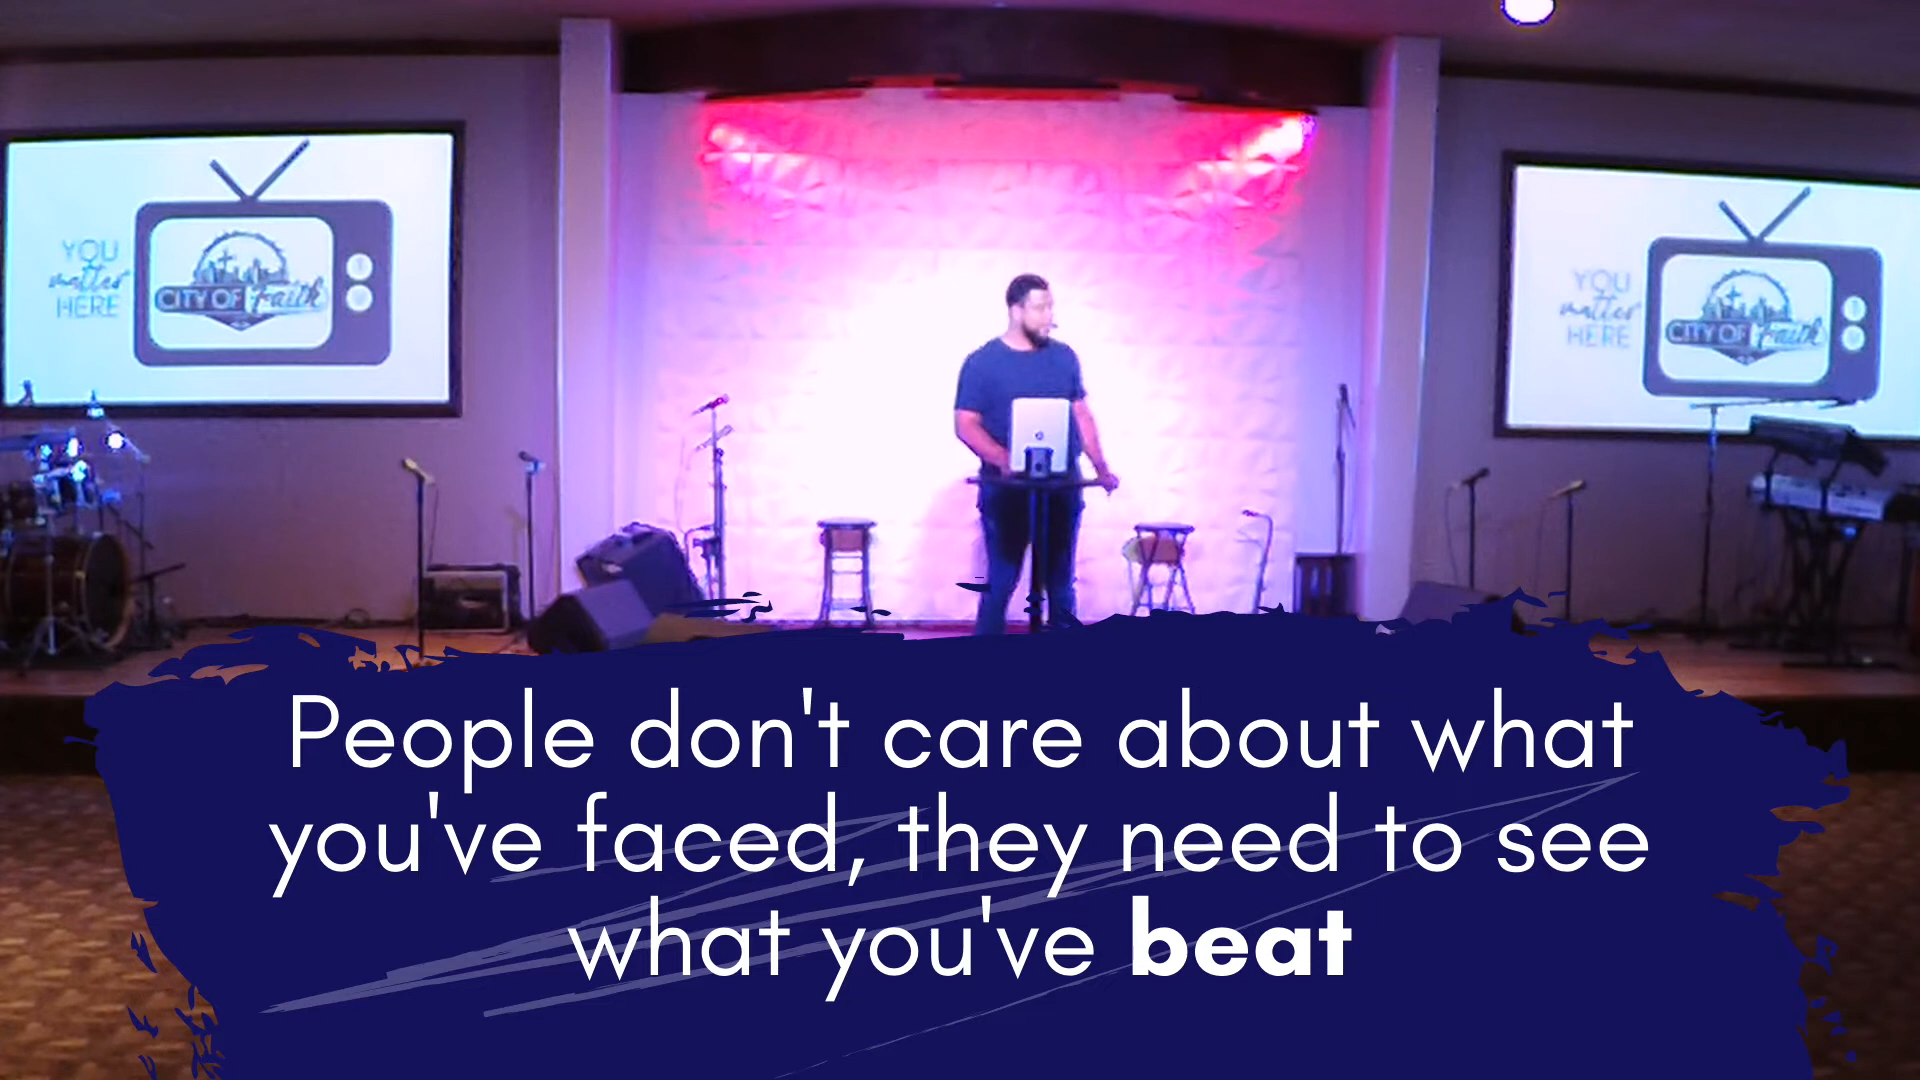 YOU
matter
HERE
CITY OF Faith
YOU
matter
HERE
CITY OF Faith
People don't care about what
you've faced, they need to see
what you've beat